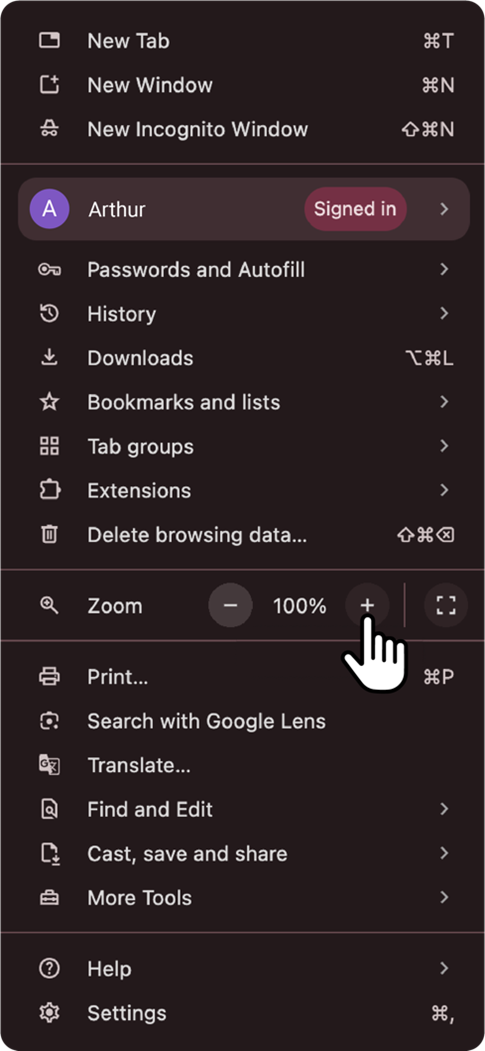 New Tab ⌘T
New Window ⌘N
New Incognito Window ⇧⌘N
A Arthur Signed in
Passwords and Autofill
History
Downloads ⌥⌘L
Bookmarks and lists
Tab groups
Extensions
Delete browsing data... ⇧⌘⌫
Zoom − 100% +
Print... ⌘P
Search with Google Lens
Translate...
Find and Edit
Cast, save and share
More Tools
Help
Settings ⌘,